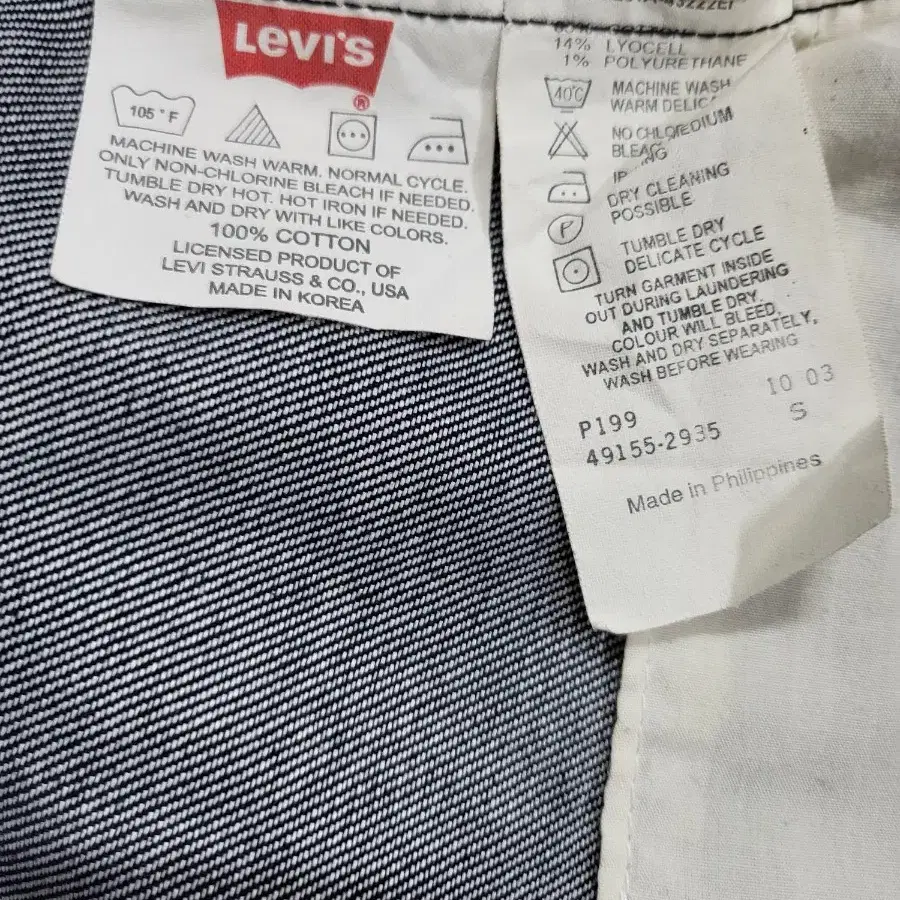 LEVI'S
®
105 °F
MACHINE WASH WARM. NORMAL CYCLE.
ONLY NON-CHLORINE BLEACH IF NEEDED.
TUMBLE DRY HOT. HOT IRON IF NEEDED.
WASH AND DRY WITH LIKE COLORS.
100% COTTON
LICENSED PRODUCT OF
LEVI STRAUSS & CO., USA
MADE IN KOREA
COTTON
14% LYOCELL
1% POLYURETHANE
40°C
MACHINE WASH
WARM
NO
P
DRY CLEANING
POSSIBLE
TUMBLE DRY
DELICATE CYCLE
TURN GARMENT INSIDE
OUT DURING LAUNDERING
AND TUMBLE DRY.
COLOUR WILL BLEED.
WASH AND DRY SEPARATELY,
WASH BEFORE WEARING
10 03
P199
S
49155-2935
Made in Philippines